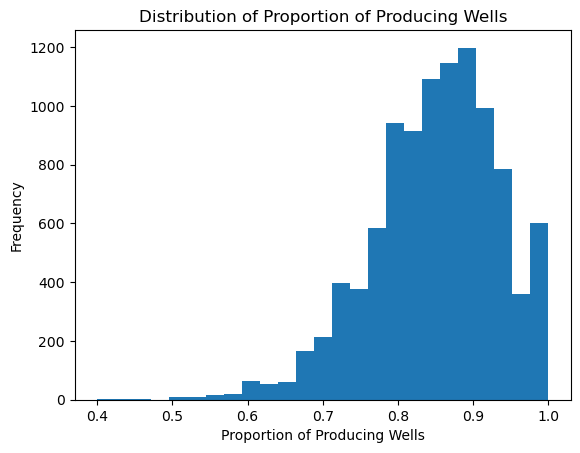 Distribution of Proportion of Producing Wells
1200
1000
800
600
400
200
0
Frequency
0.4 0.5 0.6 0.7 0.8 0.9 1.0
Proportion of Producing Wells